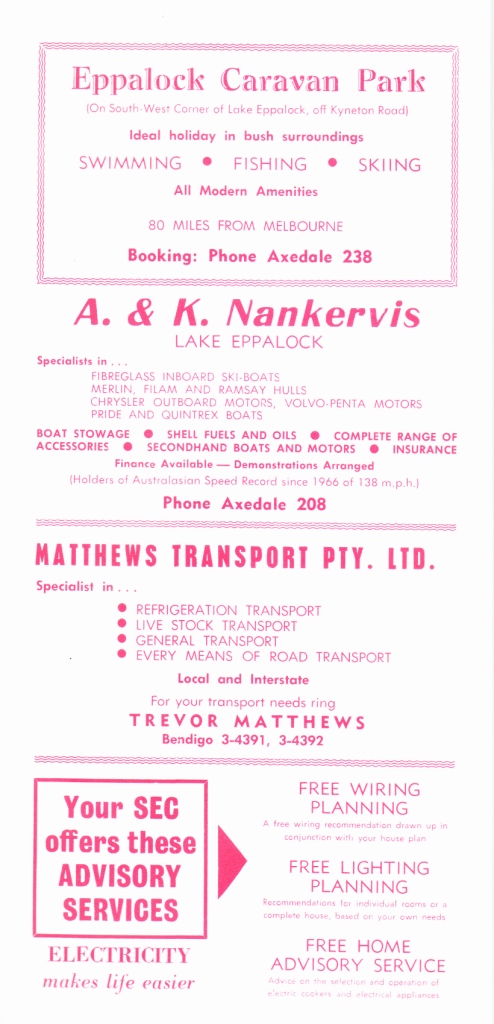 Eppalock Caravan Park
(On South-West Corner of Lake Eppalock, off Kyneton Road)
Ideal holiday in bush surroundings
SWIMMING ● FISHING ● SKIING
All Modern Amenities
80 MILES FROM MELBOURNE
Booking: Phone Axedale 238
A. & K. Nankervis
LAKE EPPALOCK
Specialists in . . .
FIBREGLASS INBOARD SKI-BOATS
MERLIN, FILAM AND RAMSAY HULLS
CHRYSLER OUTBOARD MOTORS, VOLVO-PENTA MOTORS
PRIDE AND QUINTREX BOATS
BOAT STOWAGE ● SHELL FUELS AND OILS ● COMPLETE RANGE OF
ACCESSORIES ● SECONDHAND BOATS AND MOTORS ● INSURANCE
Finance Available — Demonstrations Arranged
(Holders of Australasian Speed Record since 1966 of 138 m.p.h.)
Phone Axedale 208
MATTHEWS TRANSPORT PTY. LTD.
Specialist in . . .
● REFRIGERATION TRANSPORT
● LIVE STOCK TRANSPORT
● GENERAL TRANSPORT
● EVERY MEANS OF ROAD TRANSPORT
Local and Interstate
For your transport needs ring
TREVOR MATTHEWS
Bendigo 3-4391, 3-4392
Your SEC
offers these
ADVISORY
SERVICES
ELECTRICITY
makes life easier
FREE WIRING
PLANNING
A free wiring recommendation drawn up in
conjunction with your house plan
FREE LIGHTING
PLANNING
Recommendations for individual rooms or a
complete house, based on your own needs
FREE HOME
ADVISORY SERVICE
Advice on the selection and operation of
electric cookers and electrical appliances